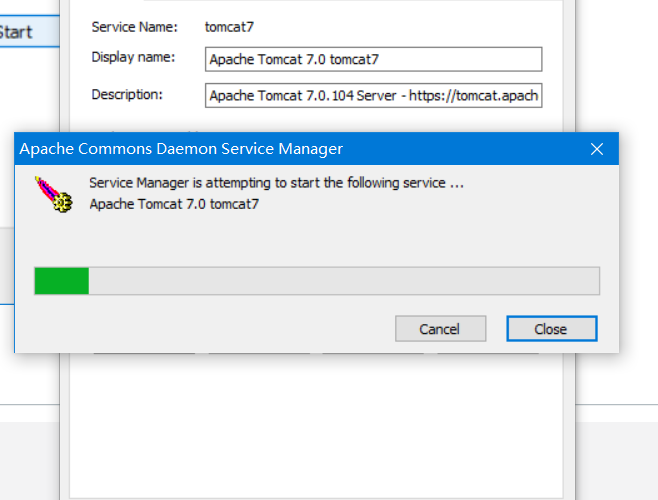 Start
Service Name: tomcat7
Display name: Apache Tomcat 7.0 tomcat7
Description: Apache Tomcat 7.0.104 Server - https://tomcat.apach
Apache Commons Daemon Service Manager
Service Manager is attempting to start the following service ...
Apache Tomcat 7.0 tomcat7
Cancel
Close